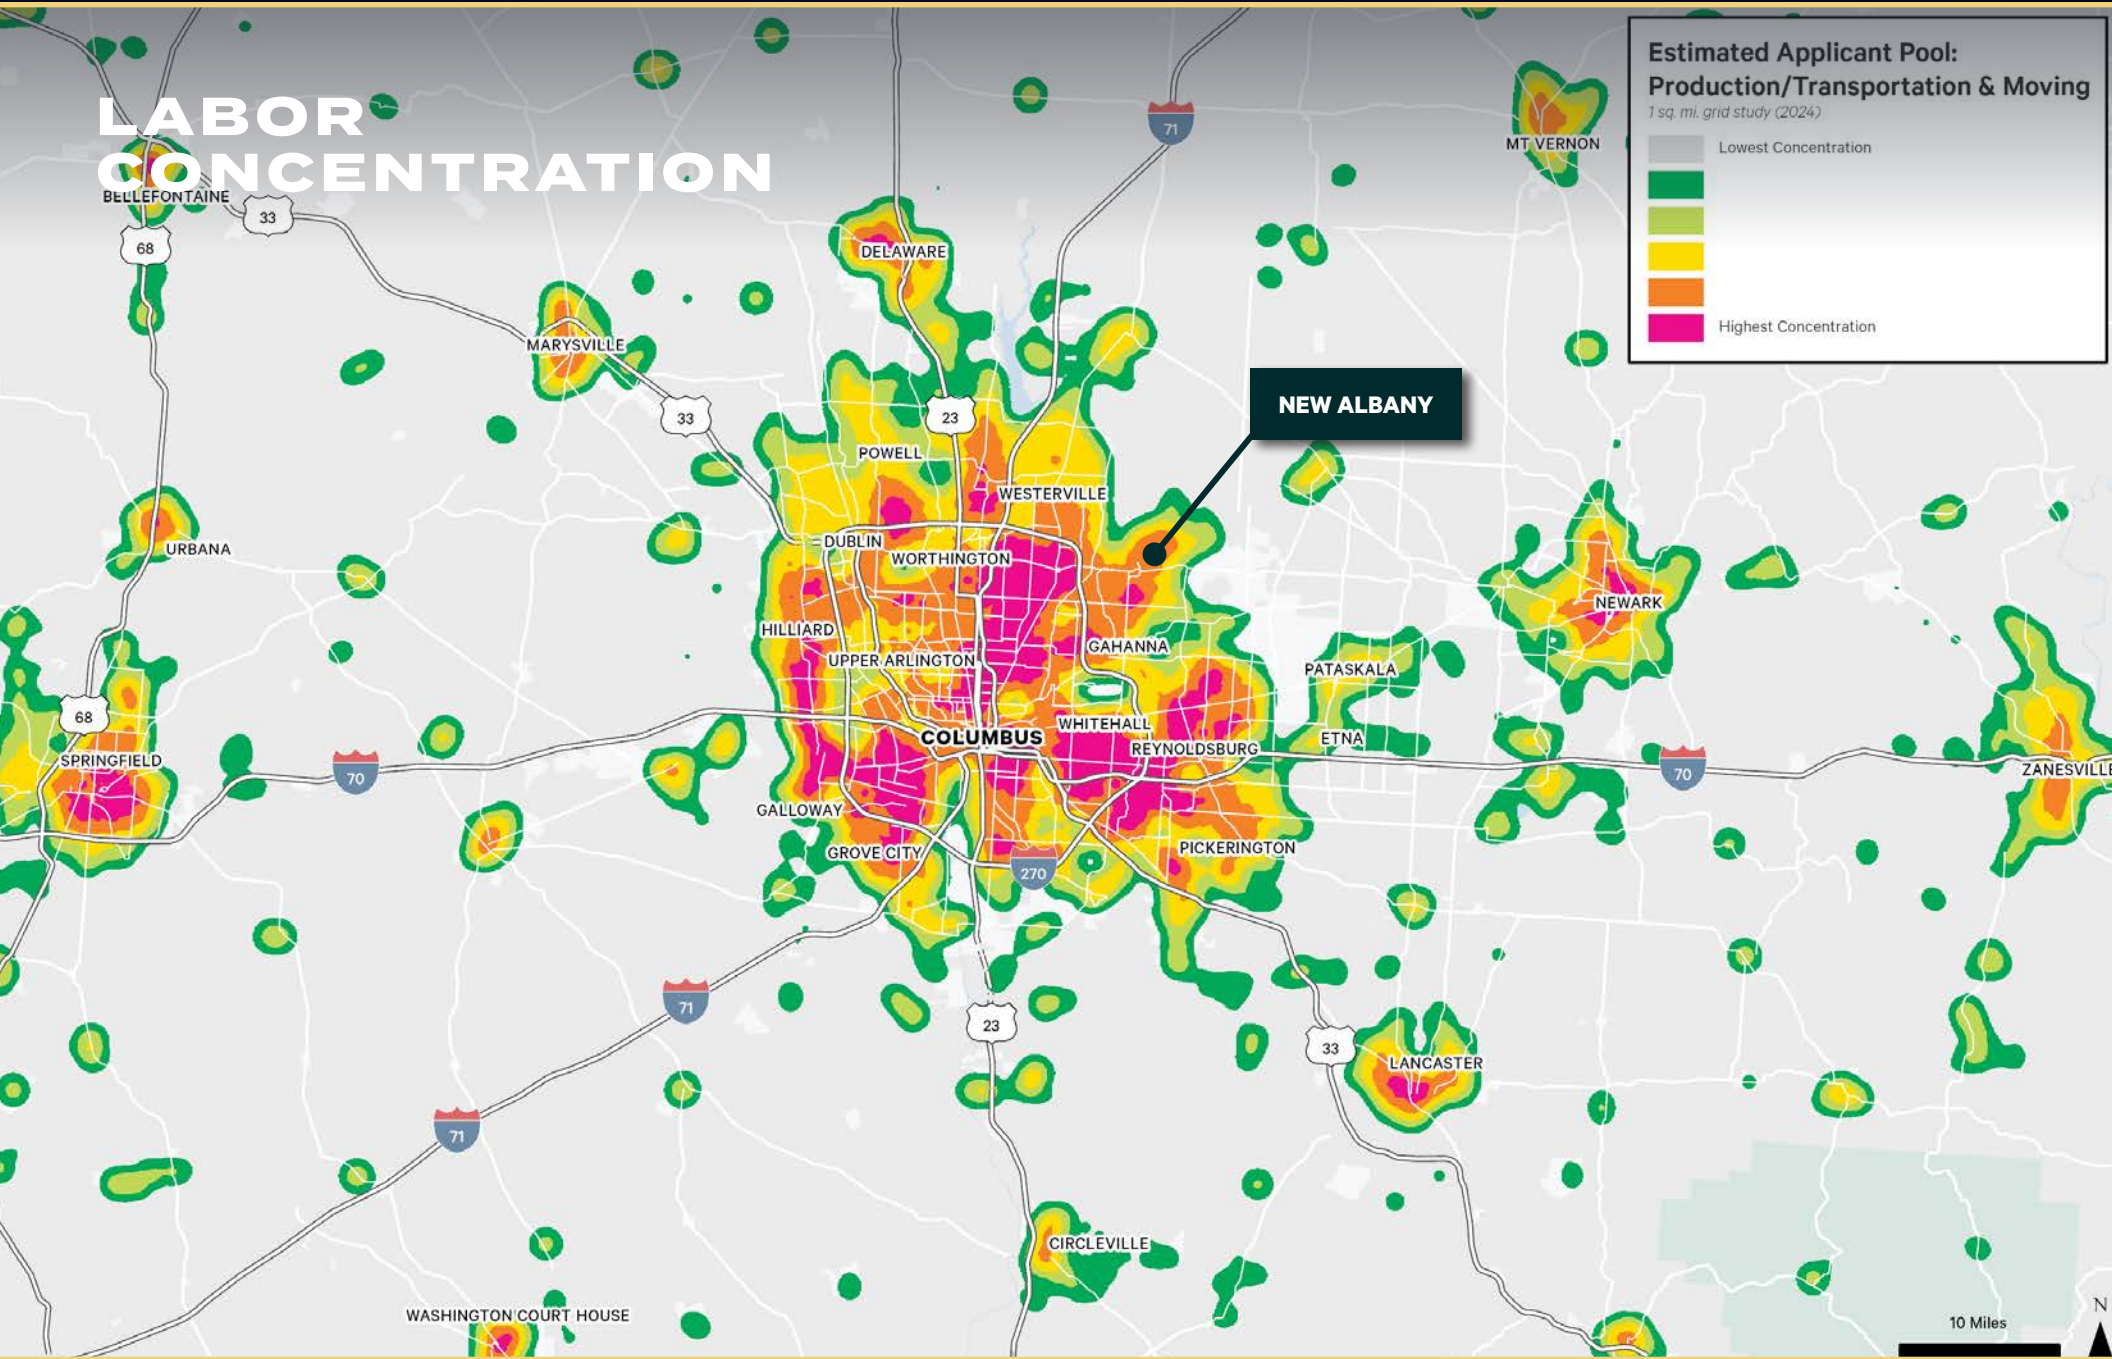 LABOR
CONCENTRATION
Estimated Applicant Pool:
Production/Transportation & Moving
1 sq. mi. grid study (2024)
Lowest Concentration
Highest Concentration
71
MT VERNON
BELLEFONTAINE
33
68
DELAWARE
MARYSVILLE
33
23
NEW ALBANY
POWELL
WESTERVILLE
DUBLIN
WORTHINGTON
URBANA
NEWARK
HILLIARD
GAHANNA
UPPER ARLINGTON
PATASKALA
68
WHITEHALL
COLUMBUS
REYNOLDSBURG
ETNA
SPRINGFIELD
70
70
ZANESVILLE
GALLOWAY
GROVE CITY
PICKERINGTON
270
71
23
33
LANCASTER
71
CIRCLEVILLE
WASHINGTON COURT HOUSE
10 Miles
N